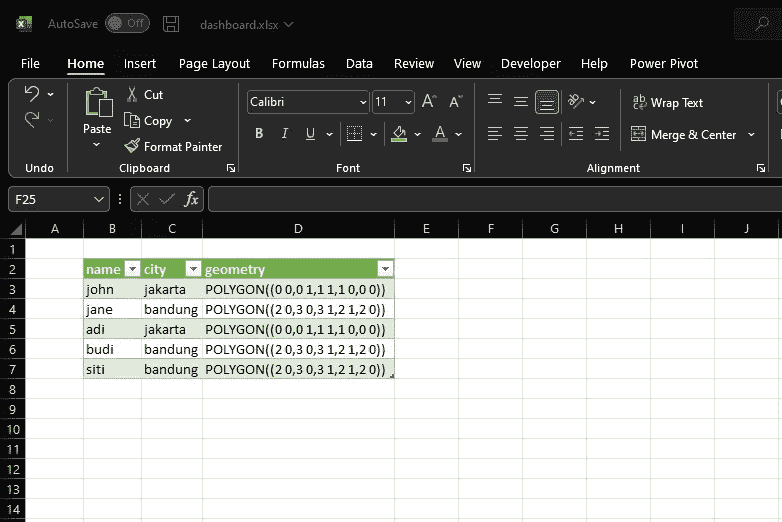 AutoSave Off dashboard.xlsx
File Home Insert Page Layout Formulas Data Review View Developer Help Power Pivot
Cut
Calibri 11
Wrap Text
Paste Copy
B I U A
Merge & Center
Format Painter
Undo Clipboard Font Alignment
F25 fx
A B C D E F G H I J
1
2 name city geometry
3 john jakarta POLYGON((0 0,0 1,1 1,1 0,0 0))
4 jane bandung POLYGON((2 0,3 0,3 1,2 1,2 0))
5 adi jakarta POLYGON((0 0,0 1,1 1,1 0,0 0))
6 budi bandung POLYGON((2 0,3 0,3 1,2 1,2 0))
7 siti bandung POLYGON((2 0,3 0,3 1,2 1,2 0))
8
9
10
11
12
13
14